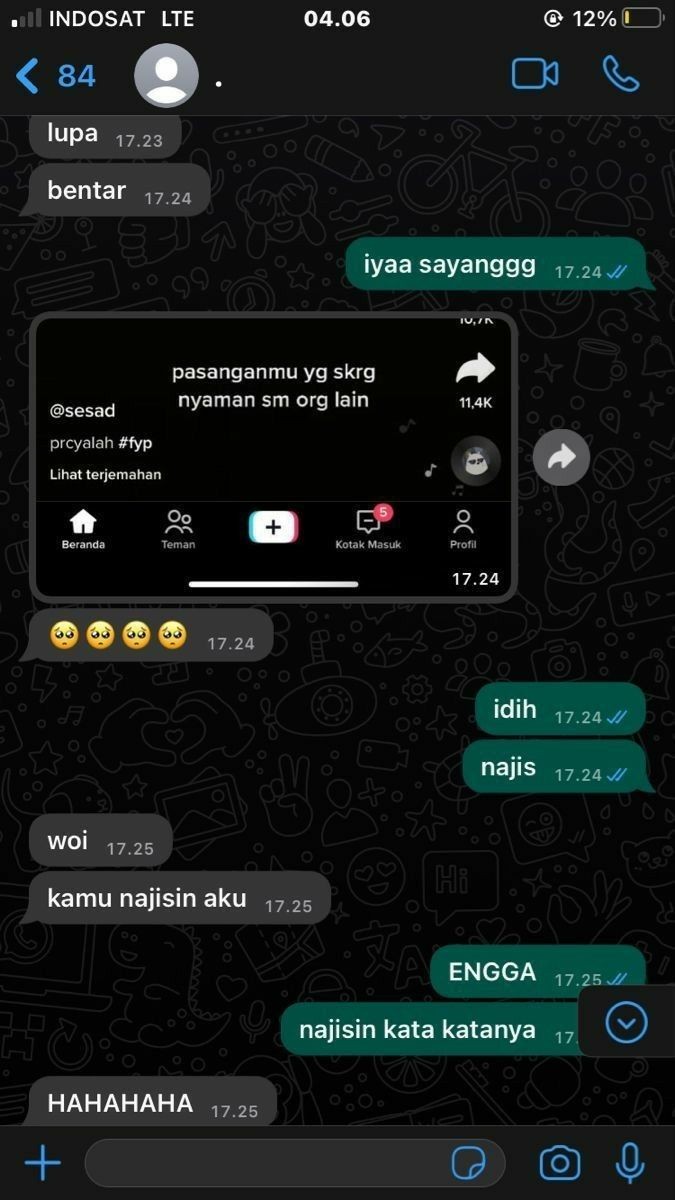 INDOSAT LTE 04.06 12%
84 .
lupa 17.23
bentar 17.24
iyaa sayanggg 17.24
10,7K
pasanganmu yg skrg
nyaman sm org lain
11,4K
@sesad
prcyalah #fyp
Lihat terjemahan
5
Beranda Teman Kotak Masuk Profil
17.24
🥺🥺🥺🥺 17.24
idih 17.24
najis 17.24
woi 17.25
kamu najisin aku 17.25
Hi
ENGGA 17.25
najisin kata katanya 17.
HAHAHAHA 17.25